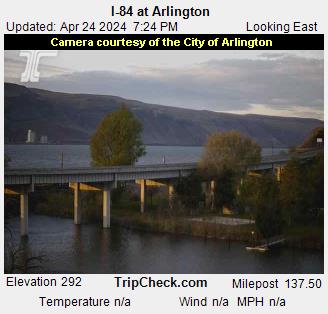 I-84 at Arlington
Updated: Apr 24 2024 7:24 PM Looking East
Camera courtesy of the City of Arlington
Elevation 292 TripCheck.com Milepost 137.50
Temperature n/a Wind n/a MPH n/a